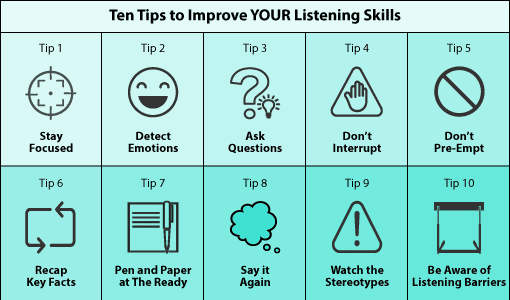 Ten Tips to Improve YOUR Listening Skills
Tip 1
Stay
Focused
Tip 2
Detect
Emotions
Tip 3
Ask
Questions
Tip 4
Don't
Interrupt
Tip 5
Don't
Pre-Empt
Tip 6
Recap
Key Facts
Tip 7
Pen and Paper
at The Ready
Tip 8
Say it
Again
Tip 9
Watch the
Stereotypes
Tip 10
Be Aware of
Listening Barriers